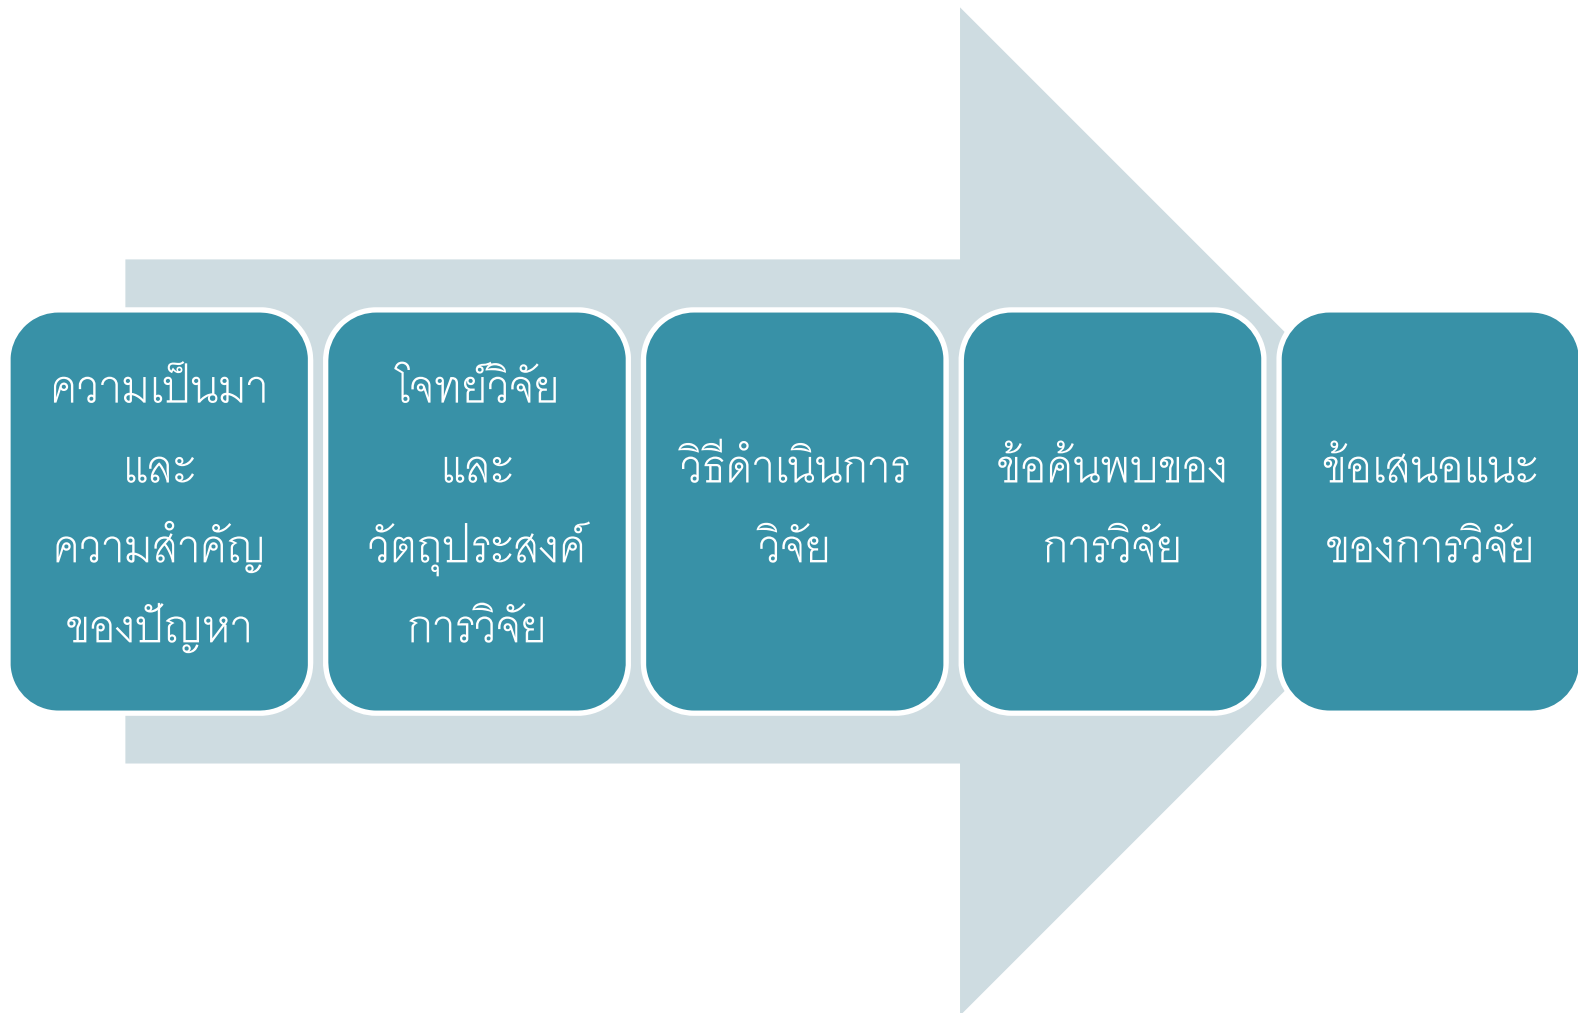 ความเป็นมา
และ
ความสำคัญ
ของปัญหา
โจทย์วิจัย
และ
วัตถุประสงค์
การวิจัย
วิธีดำเนินการ
วิจัย
ข้อค้นพบของ
การวิจัย
ข้อเสนอแนะ
ของการวิจัย